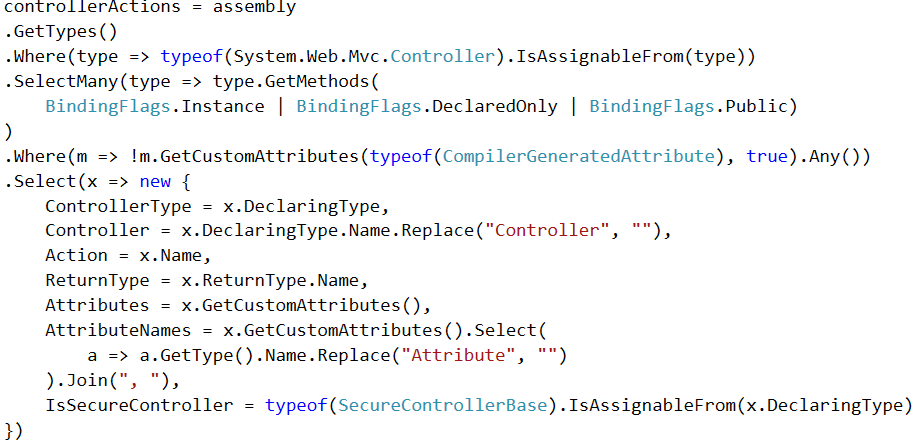 controllerActions = assembly
.GetTypes()
.Where(type => typeof(System.Web.Mvc.Controller).IsAssignableFrom(type))
.SelectMany(type => type.GetMethods(
    BindingFlags.Instance | BindingFlags.DeclaredOnly | BindingFlags.Public)
)
.Where(m => !m.GetCustomAttributes(typeof(CompilerGeneratedAttribute), true).Any())
.Select(x => new {
    ControllerType = x.DeclaringType,
    Controller = x.DeclaringType.Name.Replace("Controller", ""),
    Action = x.Name,
    ReturnType = x.ReturnType.Name,
    Attributes = x.GetCustomAttributes(),
    AttributeNames = x.GetCustomAttributes().Select(
        a => a.GetType().Name.Replace("Attribute", "")
    ).Join(", "),
    IsSecureController = typeof(SecureControllerBase).IsAssignableFrom(x.DeclaringType)
})